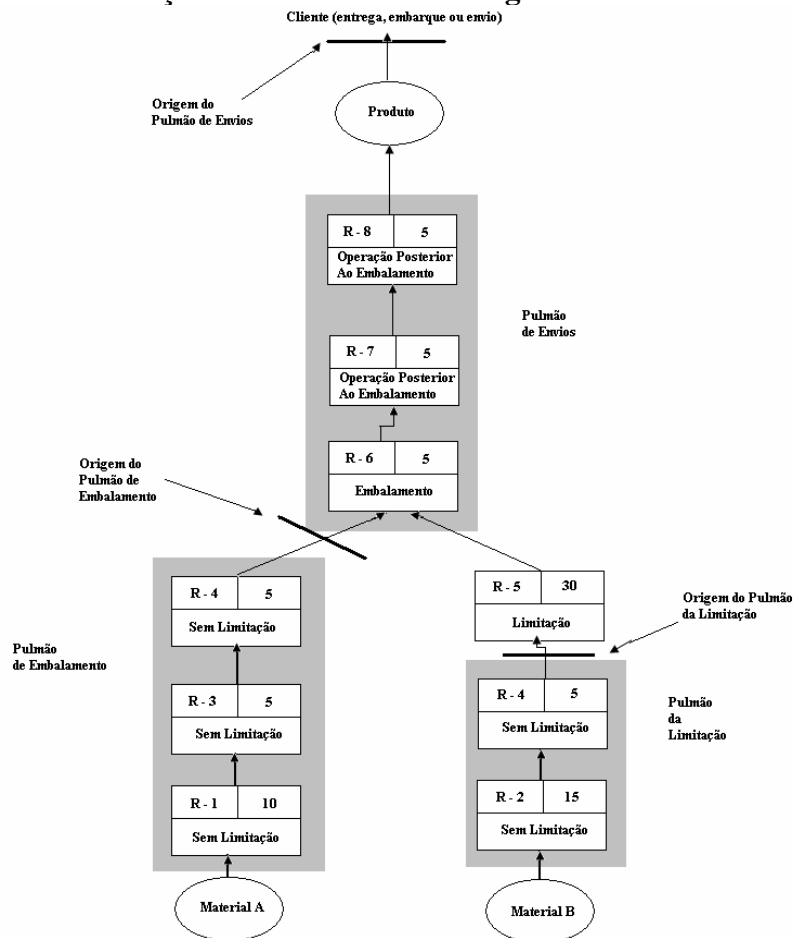 Cliente (entrega, embarque ou envio)
Origem do
Pulmão de Envios
Produto
R - 8 5
Operação Posterior
Ao Embalamento
Pulmão
de Envios
R - 7 5
Operação Posterior
Ao Embalamento
R - 6 5
Embalamento
Origem do
Pulmão de
Embalamento
R - 4 5
Sem Limitação
R - 5 30
Limitação
Origem do Pulmão
da Limitação
Pulmão
de Embalamento
R - 3 5
Sem Limitação
R - 4 5
Sem Limitação
Pulmão
da
Limitação
R - 1 10
Sem Limitação
R - 2 15
Sem Limitação
Material A
Material B